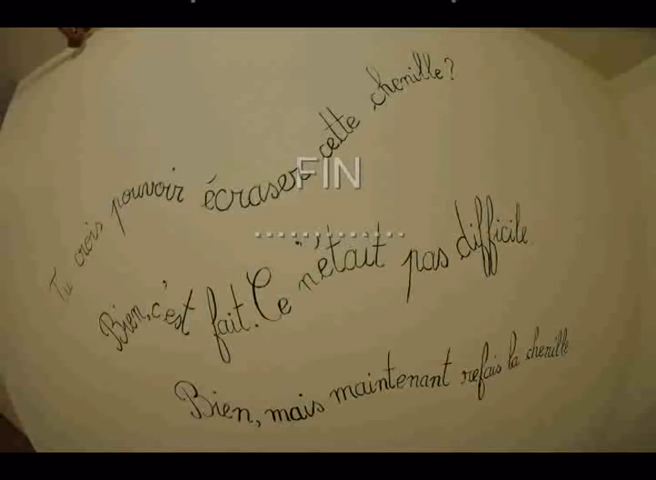 Tu crois pouvoir écraser cette chenille?
FIN
Bien, c'est fait. Ce n'était pas difficile.
Bien, mais maintenant refais la chenille